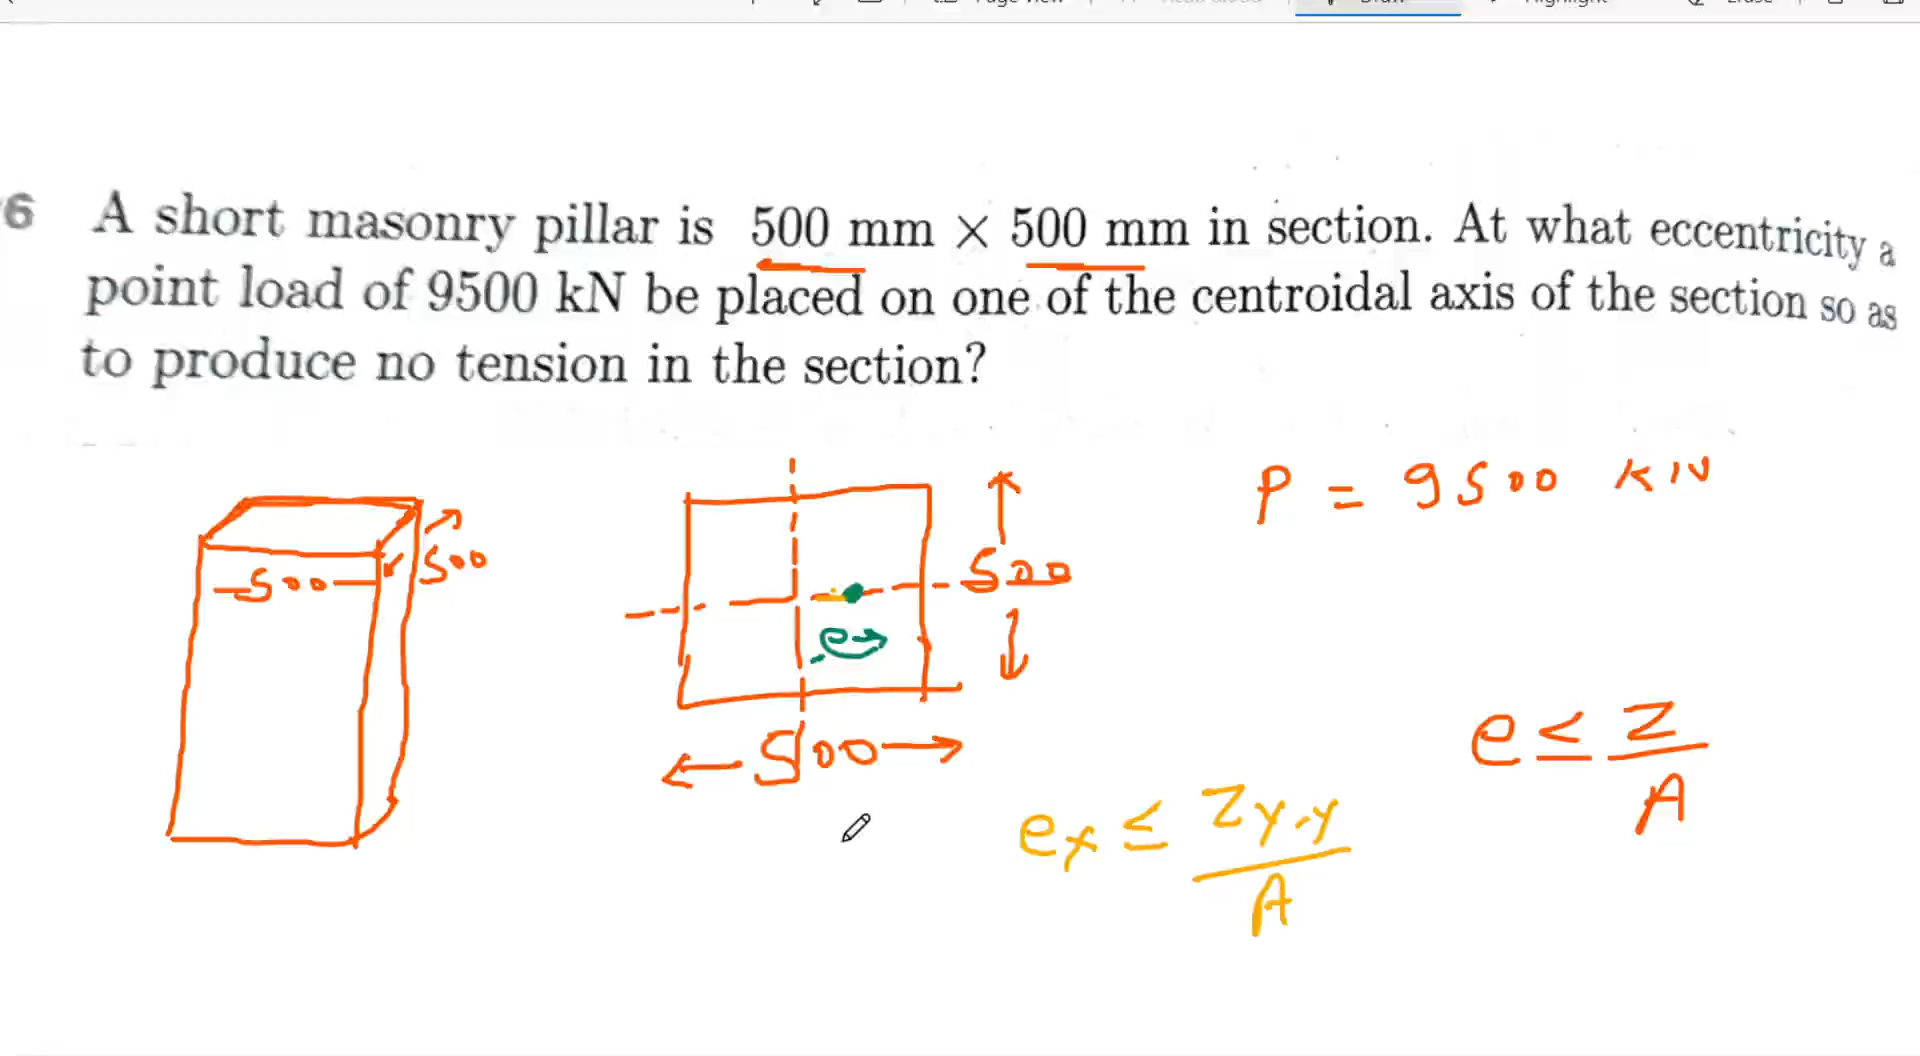 6 A short masonry pillar is 500 mm × 500 mm in section. At what eccentricity a
point load of 9500 kN be placed on one of the centroidal axis of the section so as
to produce no tension in the section?
P = 9500 KN
500
500
500
e
500
e ≤ Z/A
ex ≤ Zy-y/A